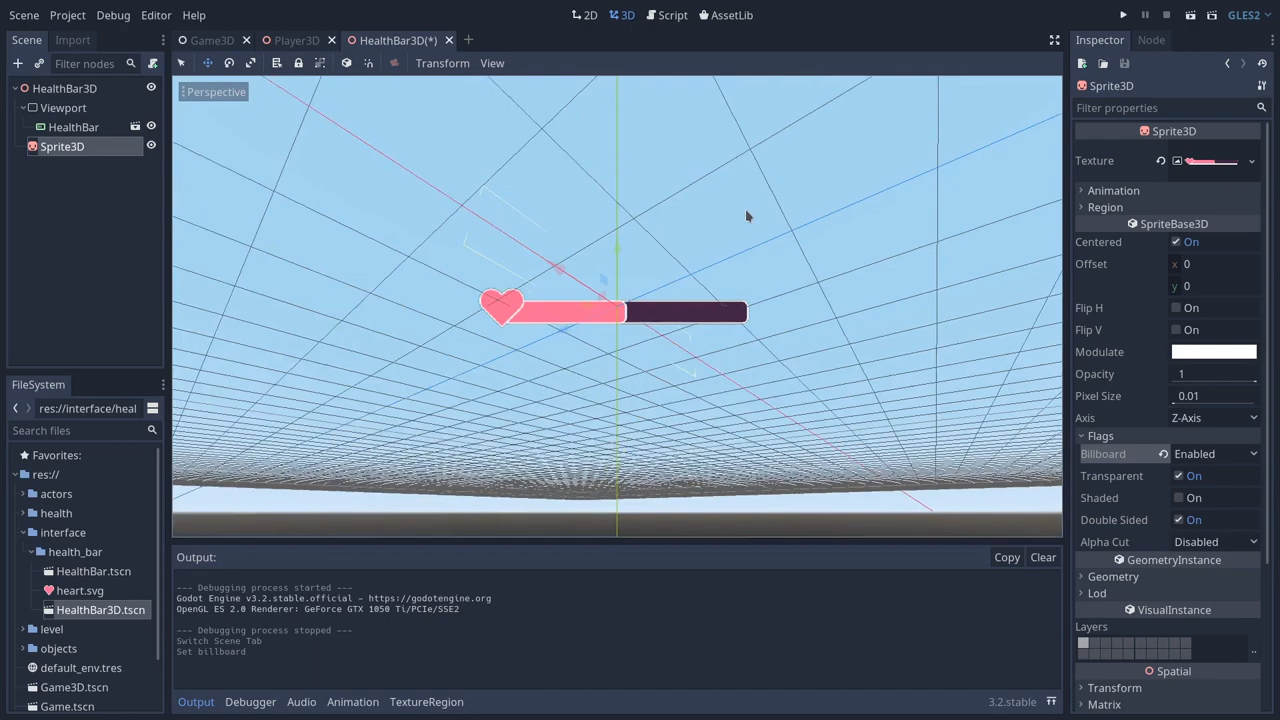 Scene Project Debug Editor Help
2D 3D Script AssetLib
GLES2
Scene Import
Game3D Player3D HealthBar3D(*)
Inspector Node
Filter nodes
Transform View
HealthBar3D
Viewport
HealthBar
Sprite3D
Perspective
Sprite3D
Filter properties
Sprite3D
Texture
Animation
Region
SpriteBase3D
Centered On
Offset x 0
y 0
Flip H On
Flip V On
Modulate
Opacity 1
Pixel Size 0.01
Axis Z-Axis
Flags
Billboard Enabled
Transparent On
Shaded On
Double Sided On
Alpha Cut Disabled
GeometryInstance
Geometry
Lod
VisualInstance
Layers
..
Spatial
Transform
Matrix
FileSystem
res://interface/heal
Search files
Favorites:
res://
actors
health
interface
health_bar
HealthBar.tscn
heart.svg
HealthBar3D.tscn
level
objects
default_env.tres
Game3D.tscn
Game.tscn
Output: Copy Clear
--- Debugging process started ---
Godot Engine v3.2.stable.official - https://godotengine.org
OpenGL ES 2.0 Renderer: GeForce GTX 1050 Ti/PCIe/SSE2
--- Debugging process stopped ---
Switch Scene Tab
Set billboard
Output Debugger Audio Animation TextureRegion 3.2.stable